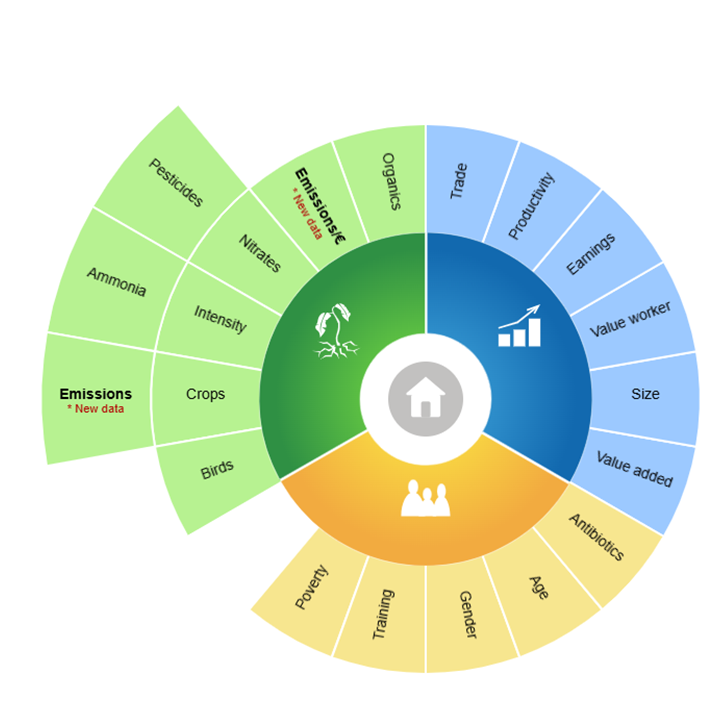 Organics
Trade
Productivity
Earnings
Value worker
Size
Value added
Antibiotics
Age
Gender
Training
Poverty
Birds
Crops
Intensity
Nitrates
Emissions/€
* New data
Pesticides
Ammonia
Emissions
* New data